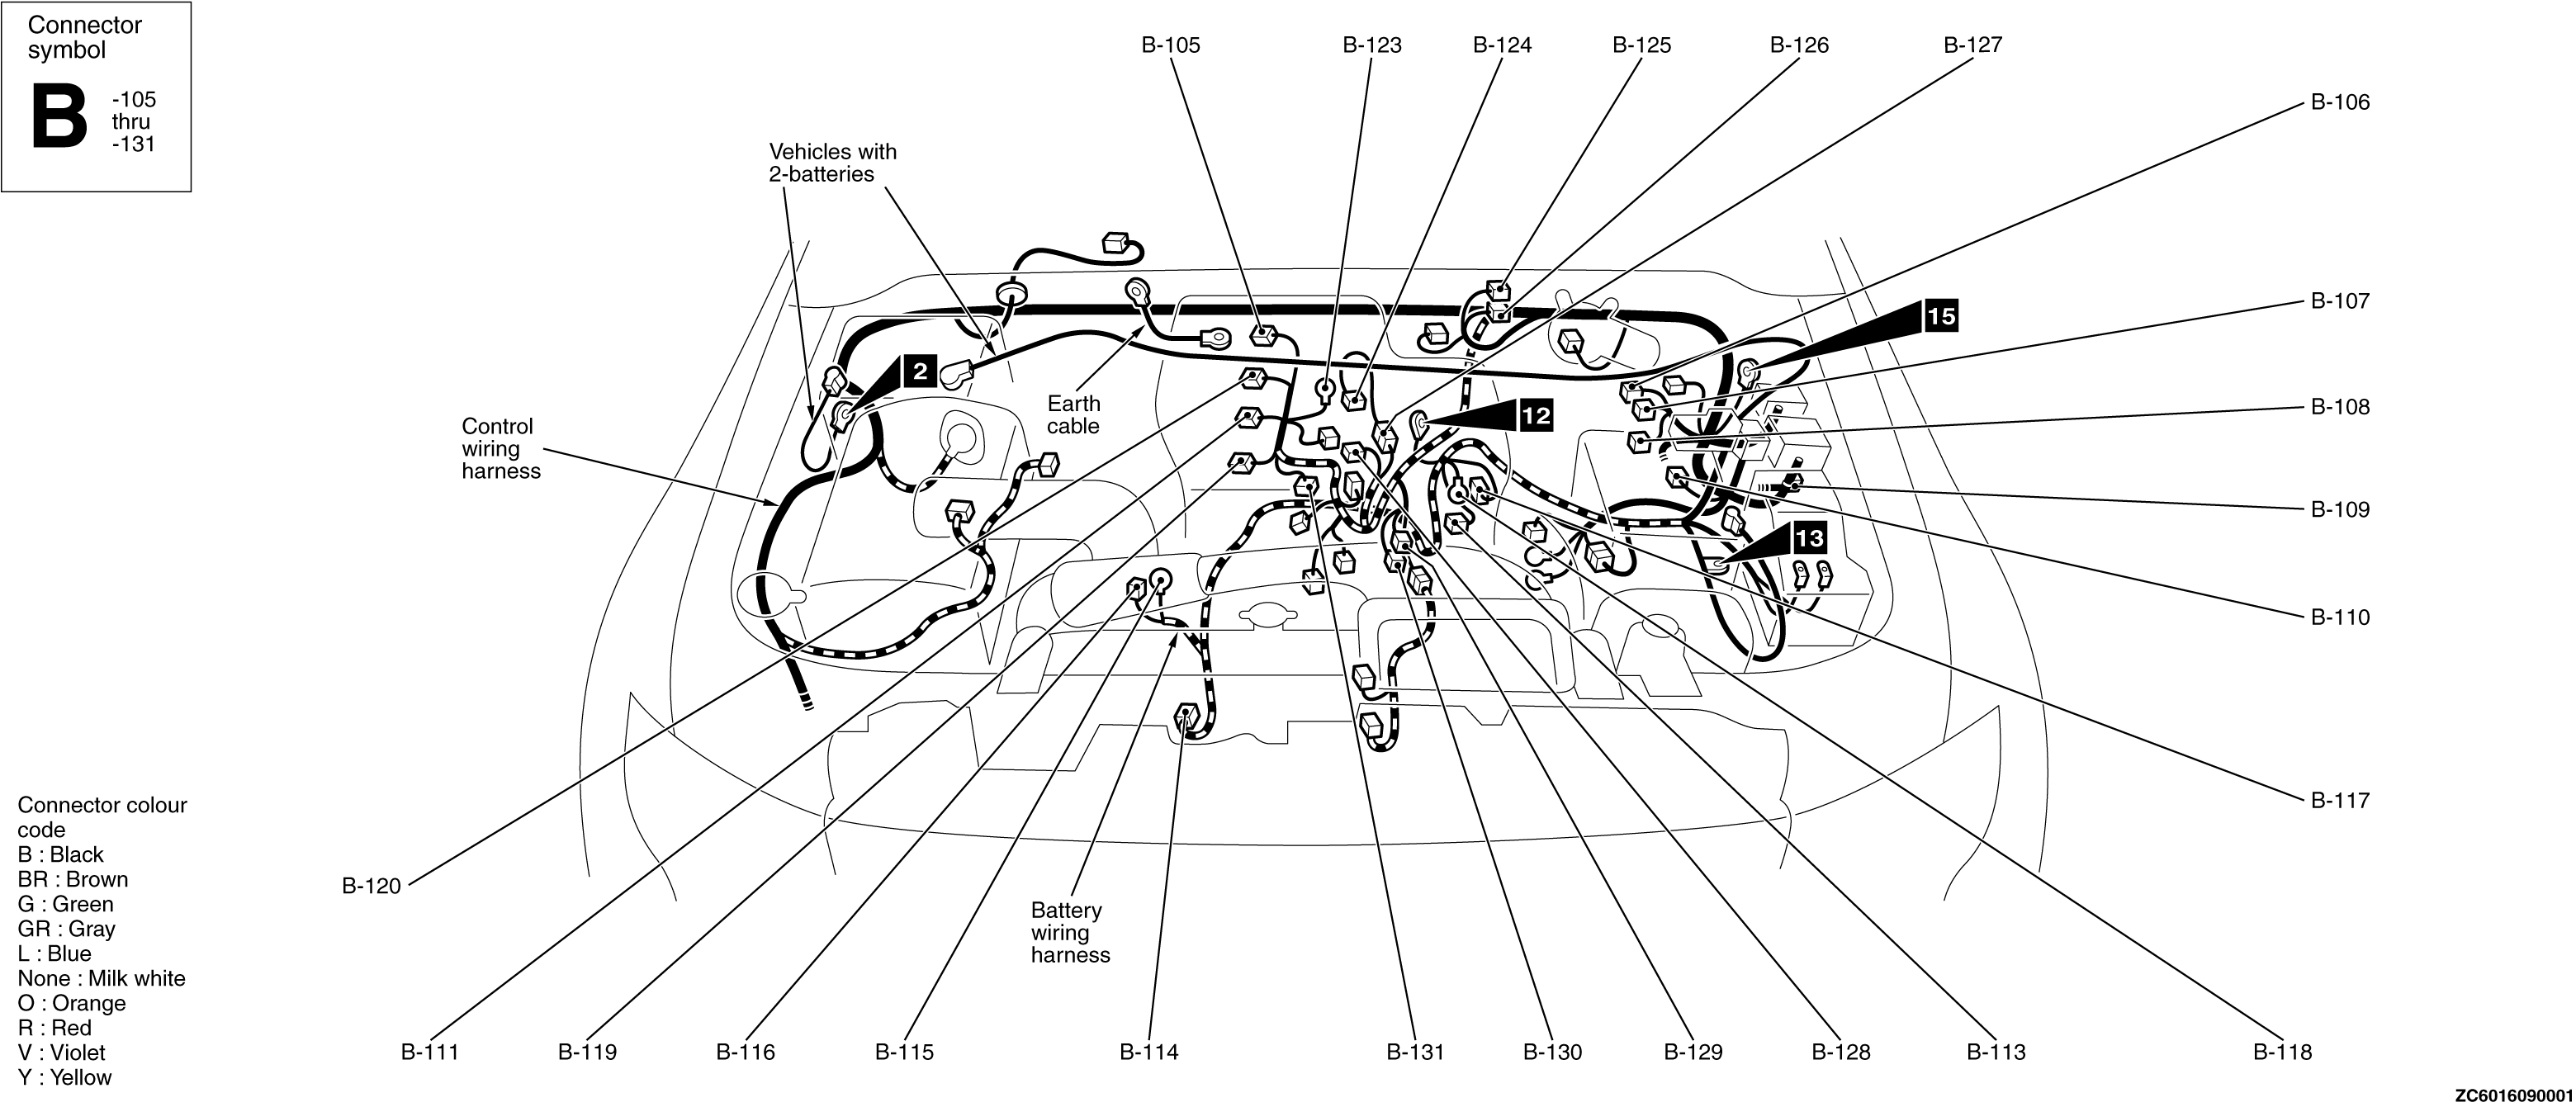 Connector
symbol
B
-105
thru
-131
B-105
B-123
B-124
B-125
B-126
B-127
B-106
Vehicles with
2-batteries
B-107
15
2
Earth
cable
12
B-108
Control
wiring
harness
B-109
13
B-110
B-117
Connector colour
code
B : Black
BR : Brown
G : Green
GR : Gray
L : Blue
None : Milk white
O : Orange
R : Red
V : Violet
Y : Yellow
B-120
Battery
wiring
harness
B-111
B-119
B-116
B-115
B-114
B-131
B-130
B-129
B-128
B-113
B-118
ZC6016090001